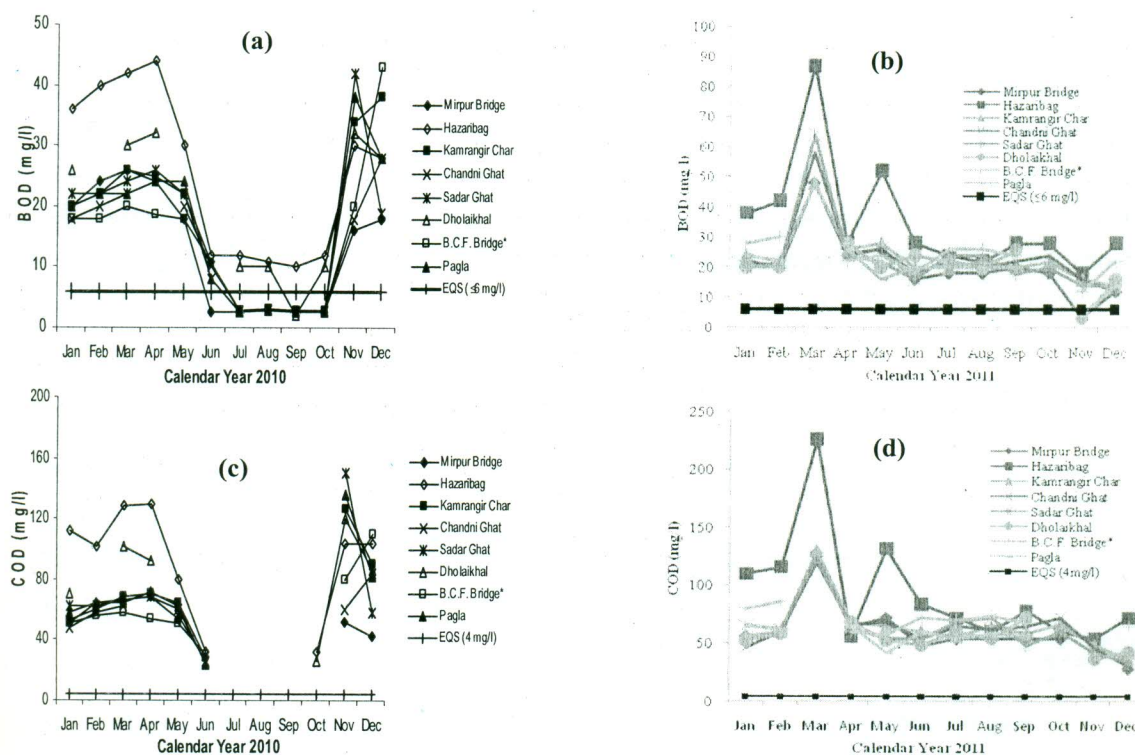 (a)
BOD (mg/l)
50
40
30
20
10
0
Jan Feb Mar Apr May Jun Jul Aug Sep Oct Nov Dec
Calendar Year 2010
Mirpur Bridge
Hazaribag
Kamrangir Char
Chandni Ghat
Sadar Ghat
Dholaikhal
B.C.F. Bridge*
Pagla
EQS (≤6 mg/l)
(b)
BOD (mg l)
100
90
80
70
60
50
40
30
20
10
0
Jan Feb Mar Apr May Jun Jul Aug Sep Oct Nov Dec
Calendar Year 2011
Mirpur Bridge
Hazaribag
Kamrangir Char
Chandni Ghat
Sadar Ghat
Dholaikhal
B.C.F Bridge*
Pagla
EQS (≤6 mg/l)
(c)
COD (mg/l)
200
160
120
80
40
0
Jan Feb Mar Apr May Jun Jul Aug Sep Oct Nov Dec
Calendar Year 2010
Mirpur Bridge
Hazaribag
Kamrangir Char
Chandni Ghat
Sadar Ghat
Dholaikhal
B.C.F. Bridge*
Pagla
EQS (4 mg/l)
(d)
COD (mg l)
250
200
150
100
50
0
Jan Feb Mar Apr May Jun Jul Aug Sep Oct Nov Dec
Calendar Year 2011
Mirpur Bridge
Hazaribag
Kamrangir Char
Chandni Ghat
Sadar Ghat
Dholaikhal
B.C.F Bridge*
Pagla
EQS (4mg/l)